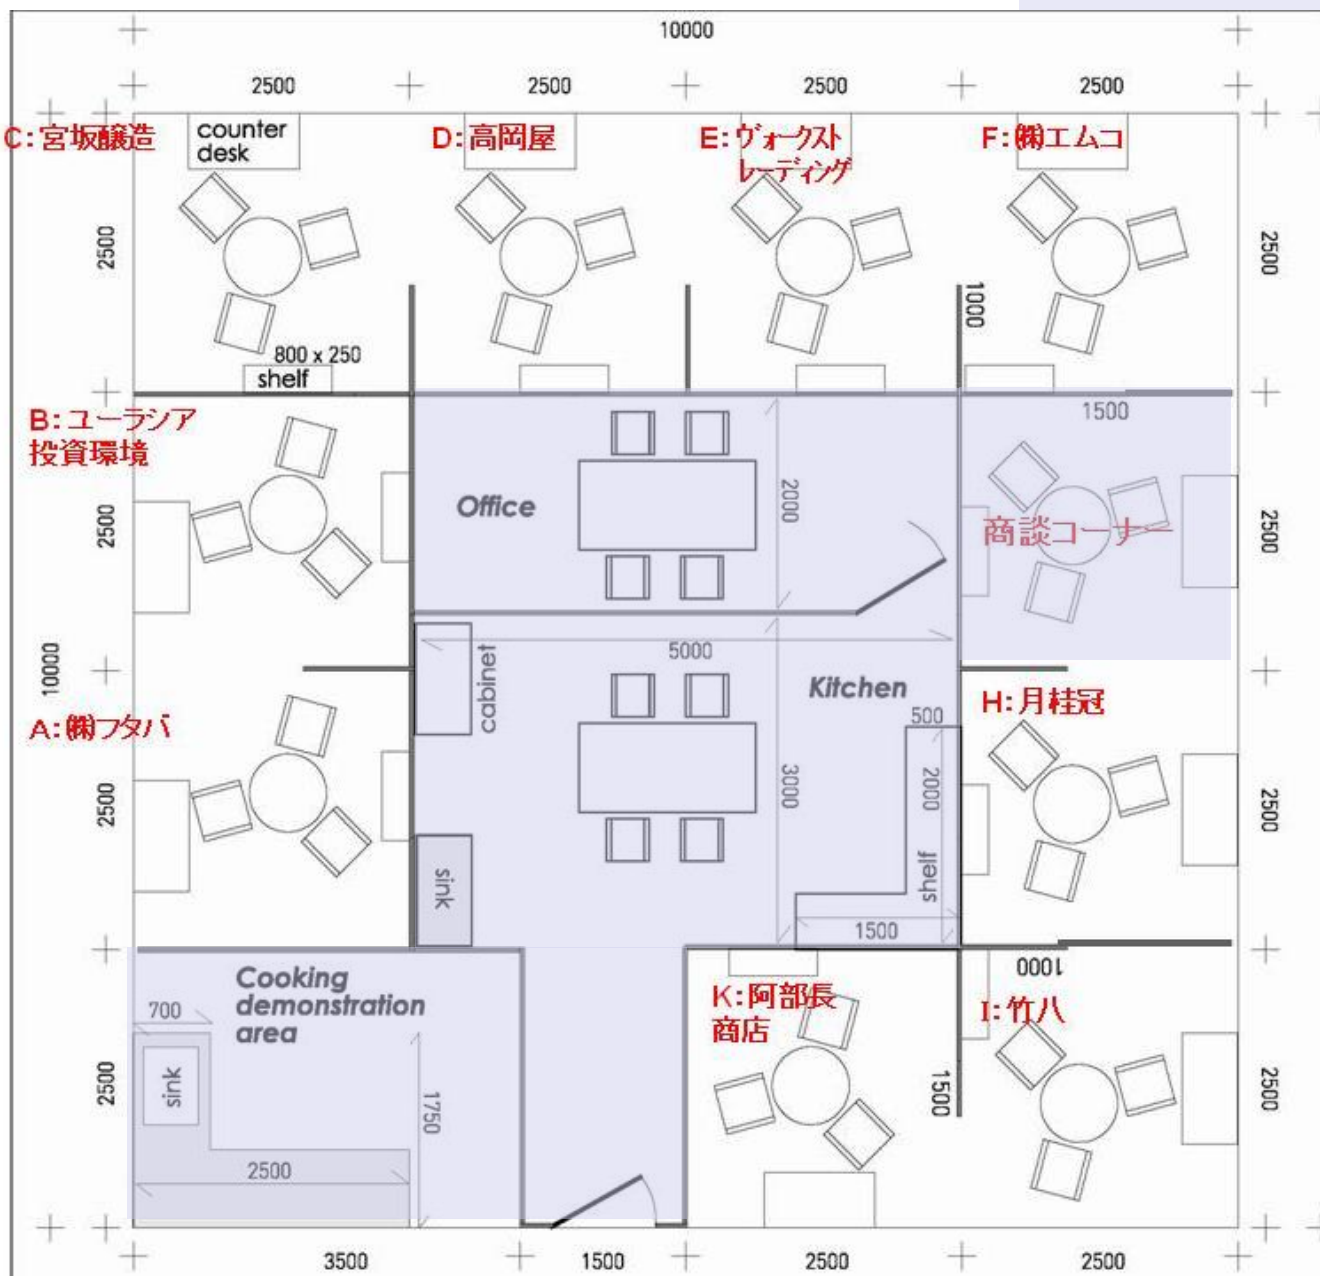 10000
2500
2500
2500
2500
C:宮坂醸造
counter
desk
D:高岡屋
E:ヴォークスト
レーディング
F:㈱エムコ
2500
2500
1000
800 x 250
shelf
B:ユーラシア
投資環境
1500
Office
2000
2500
商談コーナー
2500
10000
5000
cabinet
Kitchen
H:月桂冠
A:㈱フタバ
500
2500
3000
2000
shelf
2500
sink
1500
Cooking
demonstration
area
1000
K:阿部長
商店
I:竹八
700
sink
2500
1750
1500
2500
2500
3500
1500
2500
2500